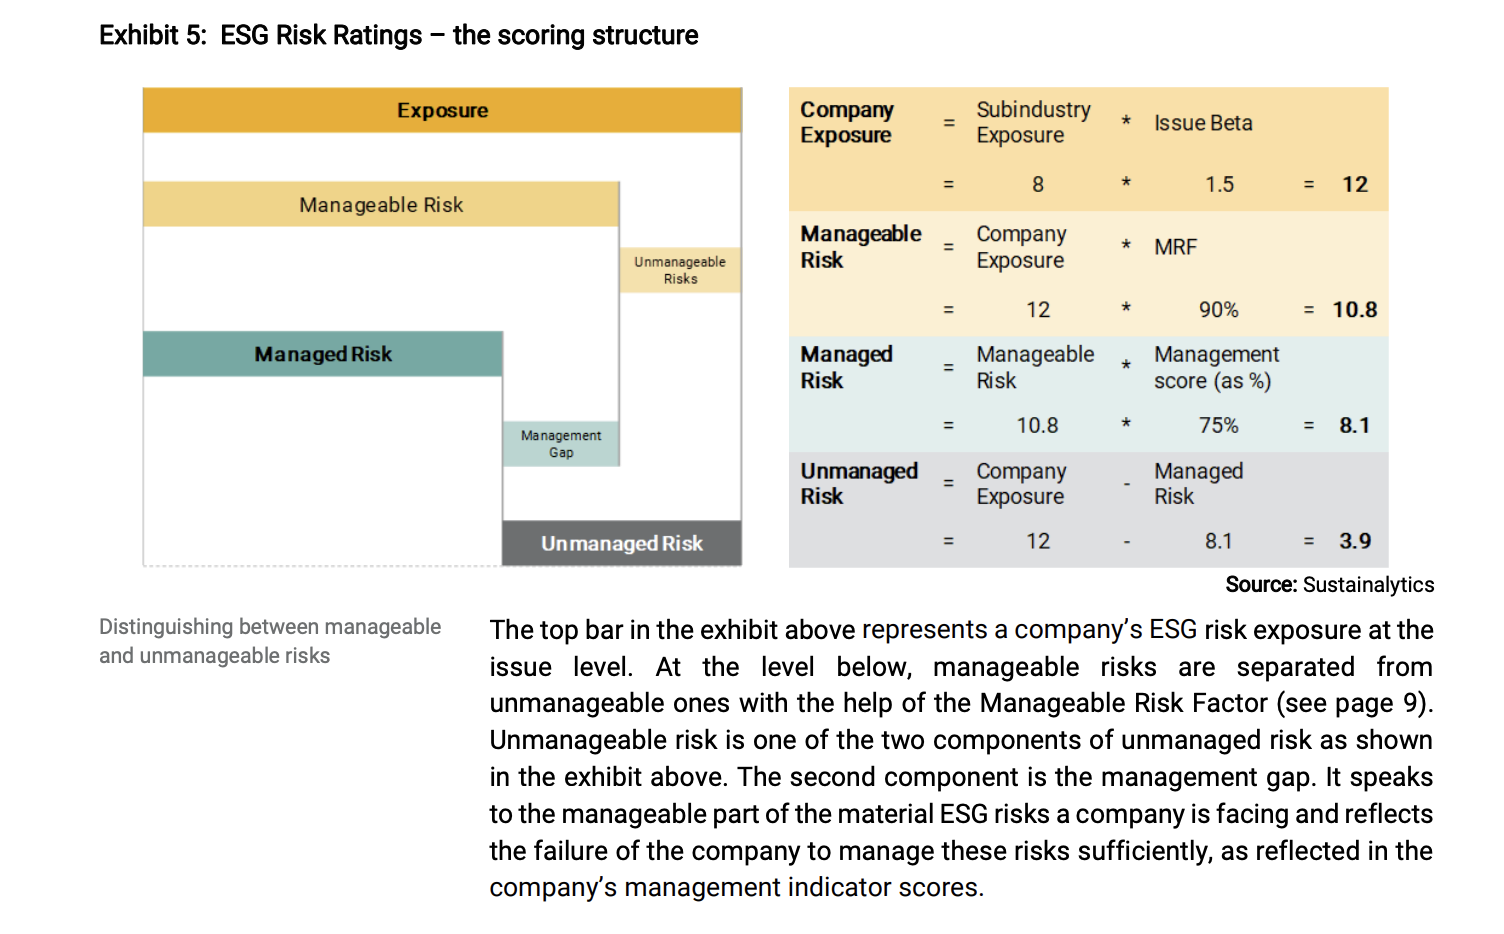 Exhibit 5:  ESG Risk Ratings – the scoring structure
Exposure
Manageable Risk
Unmanageable
Risks
Managed Risk
Management
Gap
Unmanaged Risk
Company
Exposure
=
Subindustry
Exposure
*
Issue Beta
= 8 * 1.5 = 12
Manageable
Risk
=
Company
Exposure
*
MRF
= 12 * 90% = 10.8
Managed
Risk
=
Manageable
Risk
*
Management
score (as %)
= 10.8 * 75% = 8.1
Unmanaged
Risk
=
Company
Exposure
-
Managed
Risk
= 12 - 8.1 = 3.9
Source: Sustainalytics
Distinguishing between manageable
and unmanageable risks
The top bar in the exhibit above represents a company’s ESG risk exposure at the
issue level. At the level below, manageable risks are separated from
unmanageable ones with the help of the Manageable Risk Factor (see page 9).
Unmanageable risk is one of the two components of unmanaged risk as shown
in the exhibit above. The second component is the management gap. It speaks
to the manageable part of the material ESG risks a company is facing and reflects
the failure of the company to manage these risks sufficiently, as reflected in the
company’s management indicator scores.